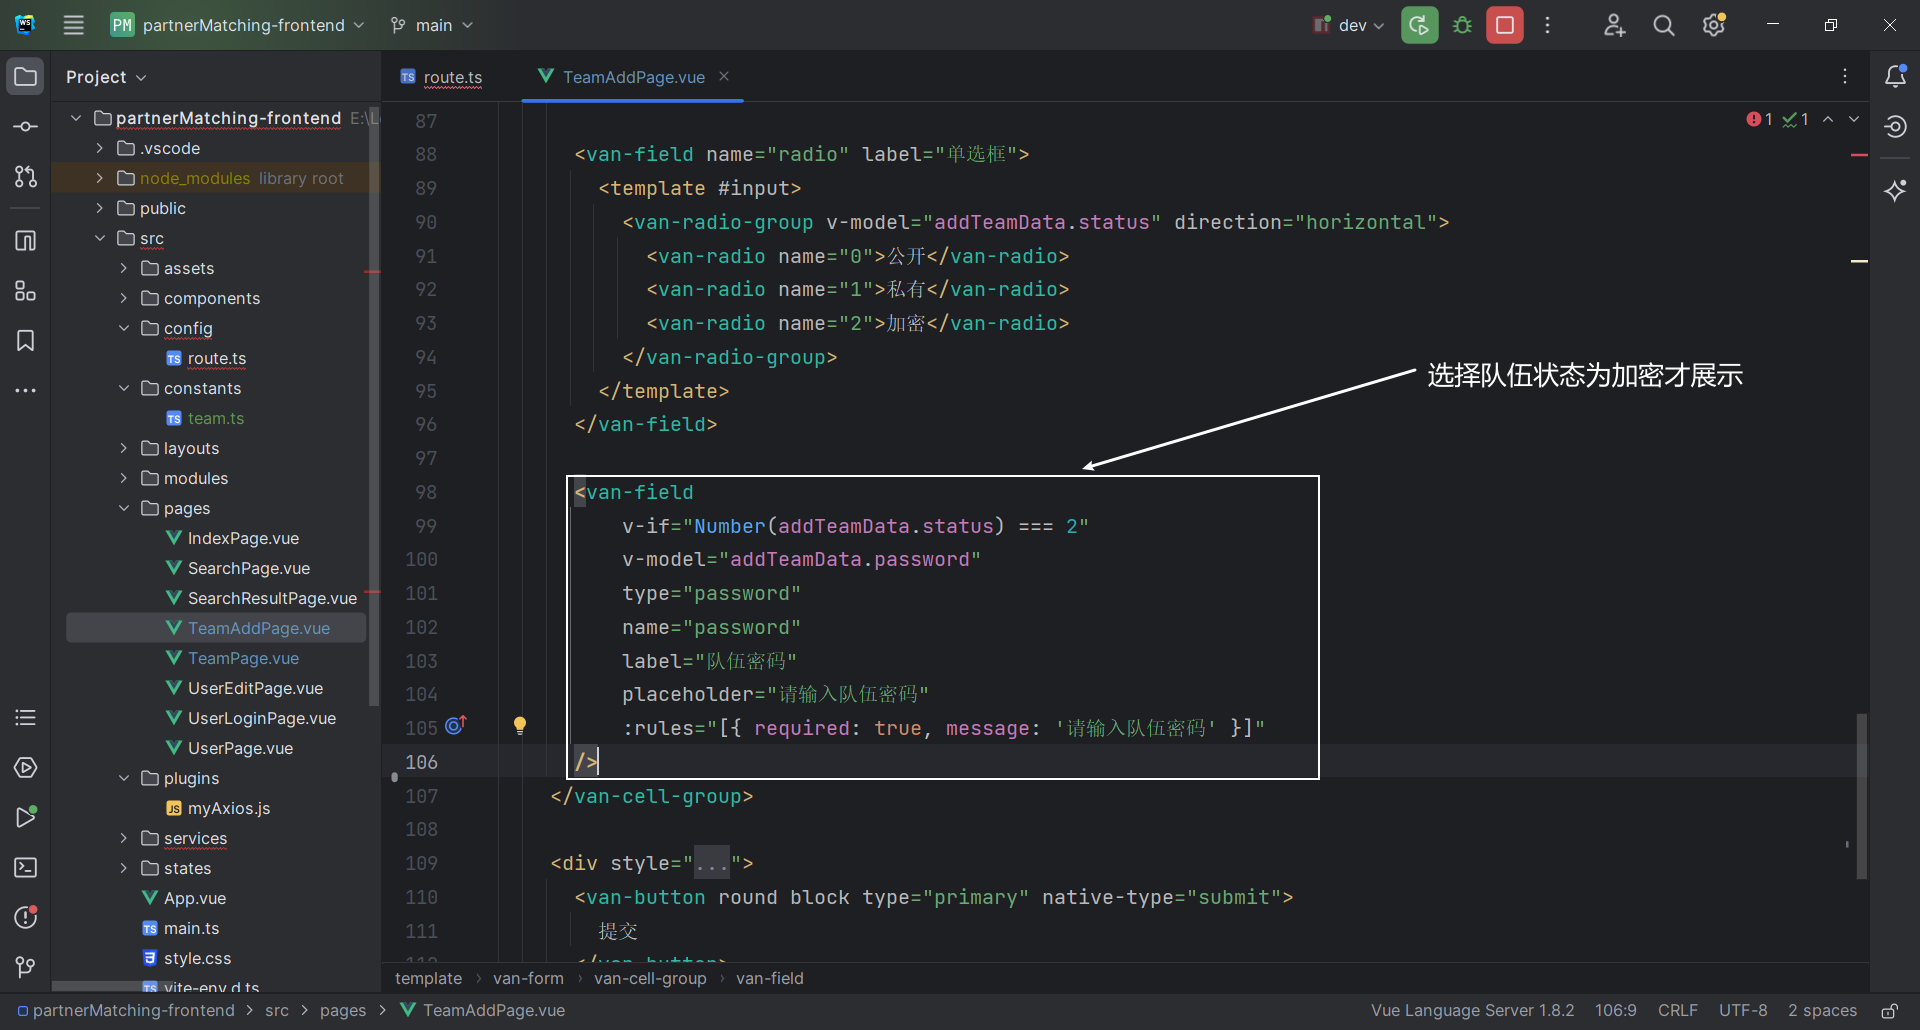 PM partnerMatching-frontend main dev
Project
route.ts
TeamAddPage.vue
partnerMatching-frontend E:\L
.vscode
node_modules library root
public
src
assets
components
config
route.ts
constants
team.ts
layouts
modules
pages
IndexPage.vue
SearchPage.vue
SearchResultPage.vue
TeamAddPage.vue
TeamPage.vue
UserEditPage.vue
UserLoginPage.vue
UserPage.vue
plugins
myAxios.js
services
states
App.vue
main.ts
style.css
vite-env.d.ts
1 1
87
88 <van-field name="radio" label="单选框">
89 <template #input>
90 <van-radio-group v-model="addTeamData.status" direction="horizontal">
91 <van-radio name="0">公开</van-radio>
92 <van-radio name="1">私有</van-radio>
93 <van-radio name="2">加密</van-radio>
94 </van-radio-group>
95 </template>
96 </van-field>
97
选择队伍状态为加密才展示
98 <van-field
99 v-if="Number(addTeamData.status) === 2"
100 v-model="addTeamData.password"
101 type="password"
102 name="password"
103 label="队伍密码"
104 placeholder="请输入队伍密码"
105 :rules="[{ required: true, message: '请输入队伍密码' }]"
106 />
107 </van-cell-group>
108
109 <div style="...">
110 <van-button round block type="primary" native-type="submit">
111 提交
112 </van-button>
template › van-form › van-cell-group › van-field
partnerMatching-frontend > src > pages > TeamAddPage.vue
Vue Language Server 1.8.2 106:9 CRLF UTF-8 2 spaces